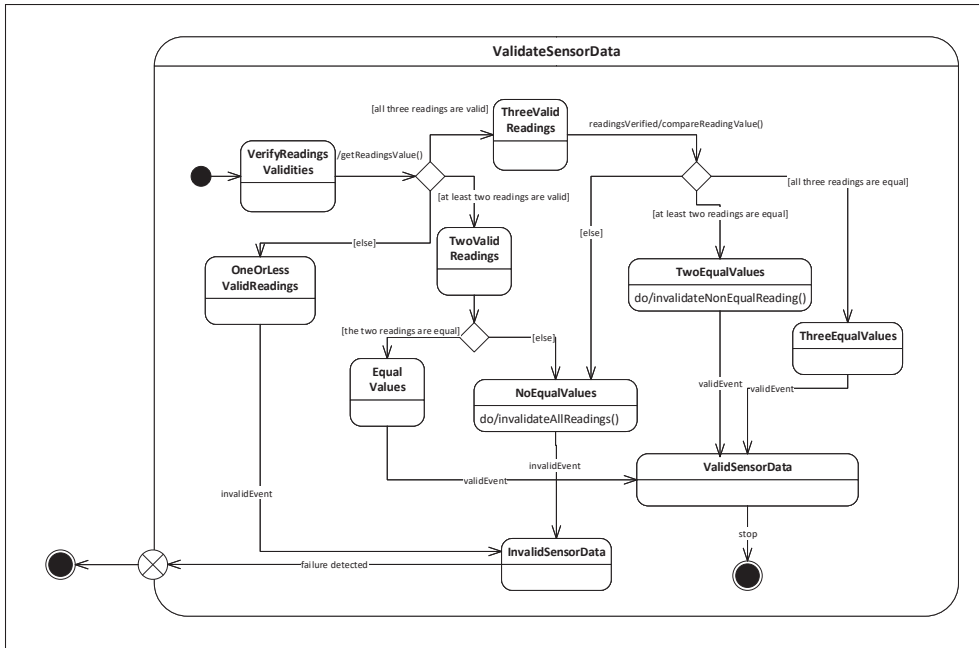 ValidateSensorData
[all three readings are valid]
ThreeValid
Readings
readingsVerified/compareReadingValue()
VerifyReadings
Validities
/getReadingsValue()
[all three readings are equal]
[at least two readings are valid]
[at least two readings are equal]
[else]
[else]
TwoValid
Readings
OneOrLess
ValidReadings
TwoEqualValues
do/invalidateNonEqualReading()
[the two readings are equal]
[else]
ThreeEqualValues
Equal
Values
NoEqualValues
do/invalidateAllReadings()
validEvent
validEvent
invalidEvent
ValidSensorData
validEvent
invalidEvent
stop
InvalidSensorData
failure detected